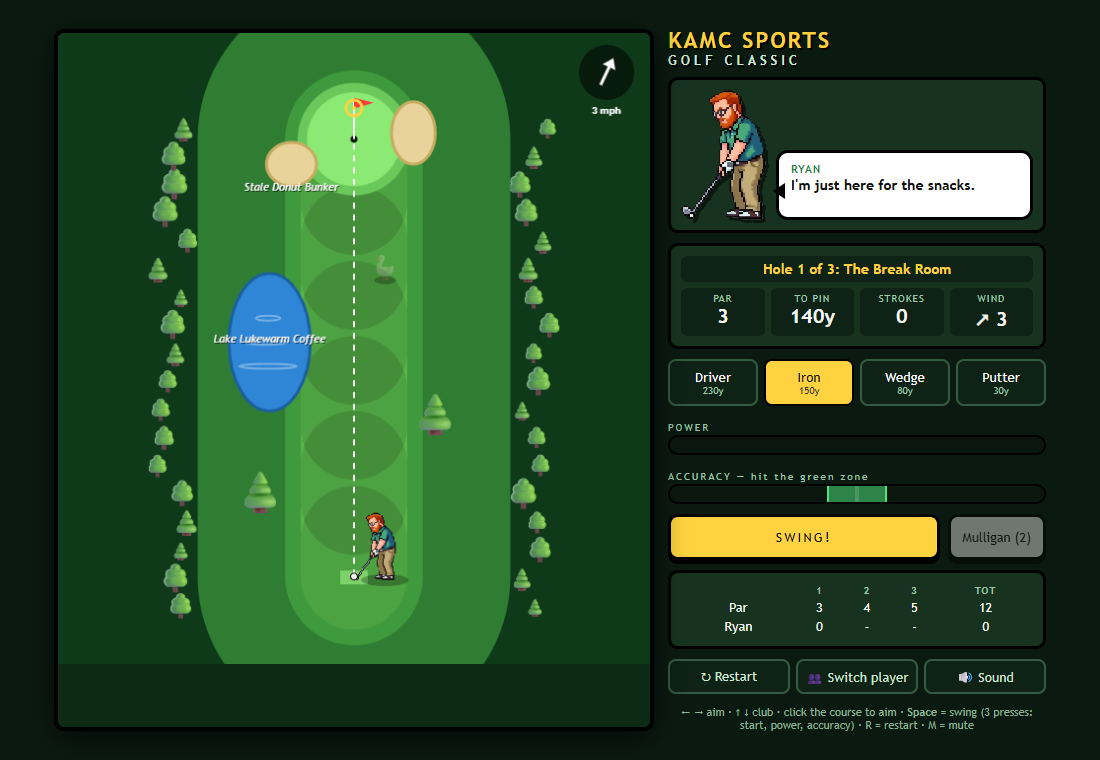 3 mph
Stale Donut Bunker
Lake Lukewarm Coffee
KAMC SPORTS
GOLF CLASSIC
RYAN
I'm just here for the snacks.
Hole 1 of 3: The Break Room
PAR TO PIN STROKES WIND
3 140y 0 ↗ 3
Driver Iron Wedge Putter
230y 150y 80y 30y
POWER
ACCURACY — hit the green zone
SWING! Mulligan (2)
1 2 3 TOT
Par 3 4 5 12
Ryan 0 - - 0
↻ Restart 👥 Switch player 🔊 Sound
← → aim · ↑ ↓ club · click the course to aim · Space = swing (3 presses:
start, power, accuracy) · R = restart · M = mute